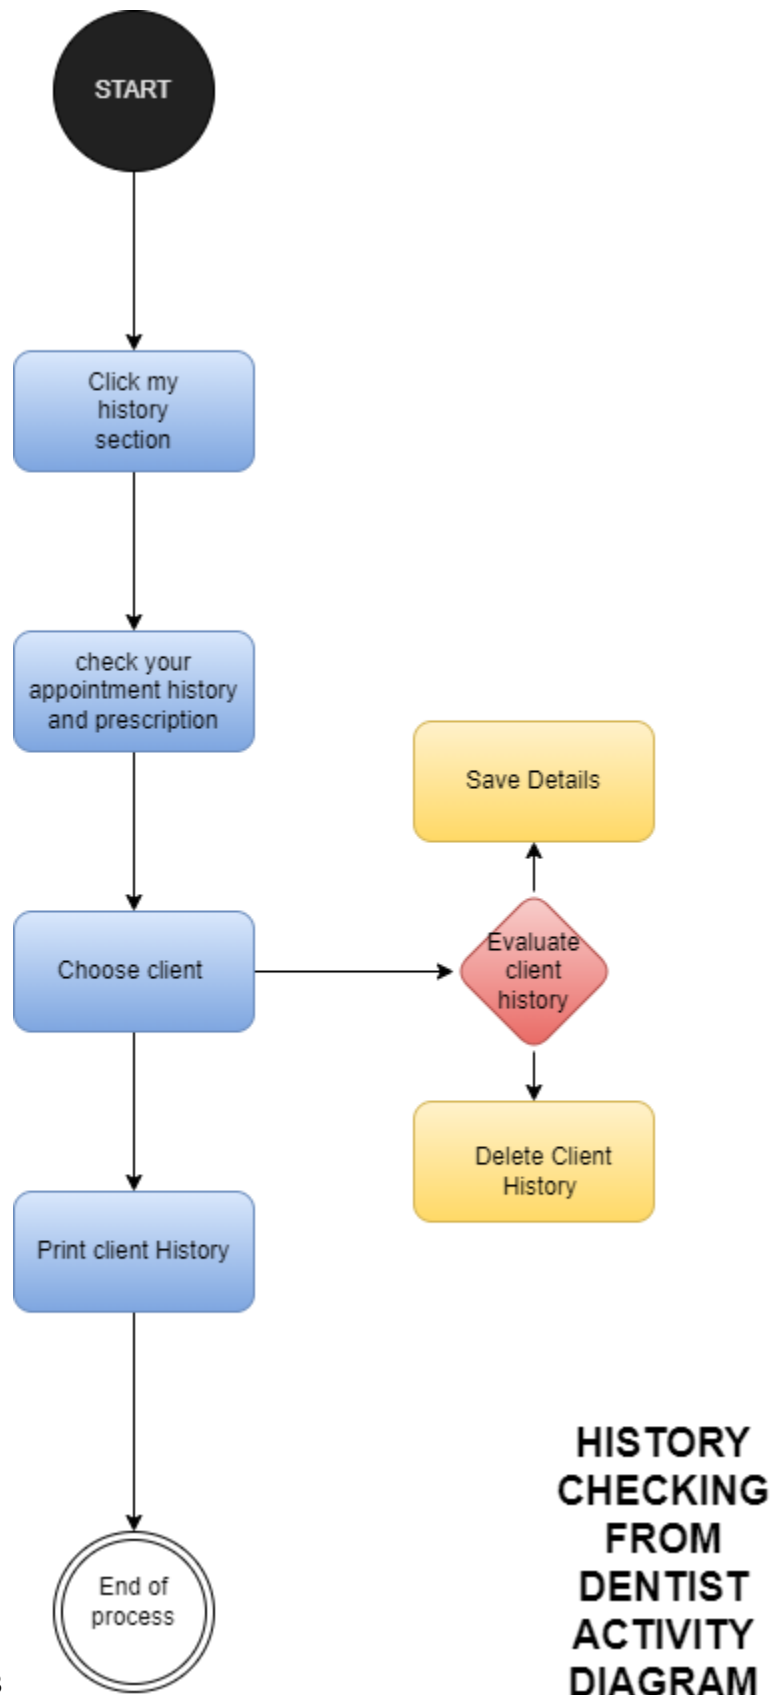 START
Click my
history
section
check your
appointment history
and prescription
Save Details
Choose client
Evaluate
client
history
Delete Client
History
Print client History
End of
process
HISTORY
CHECKING
FROM
DENTIST
ACTIVITY
DIAGRAM